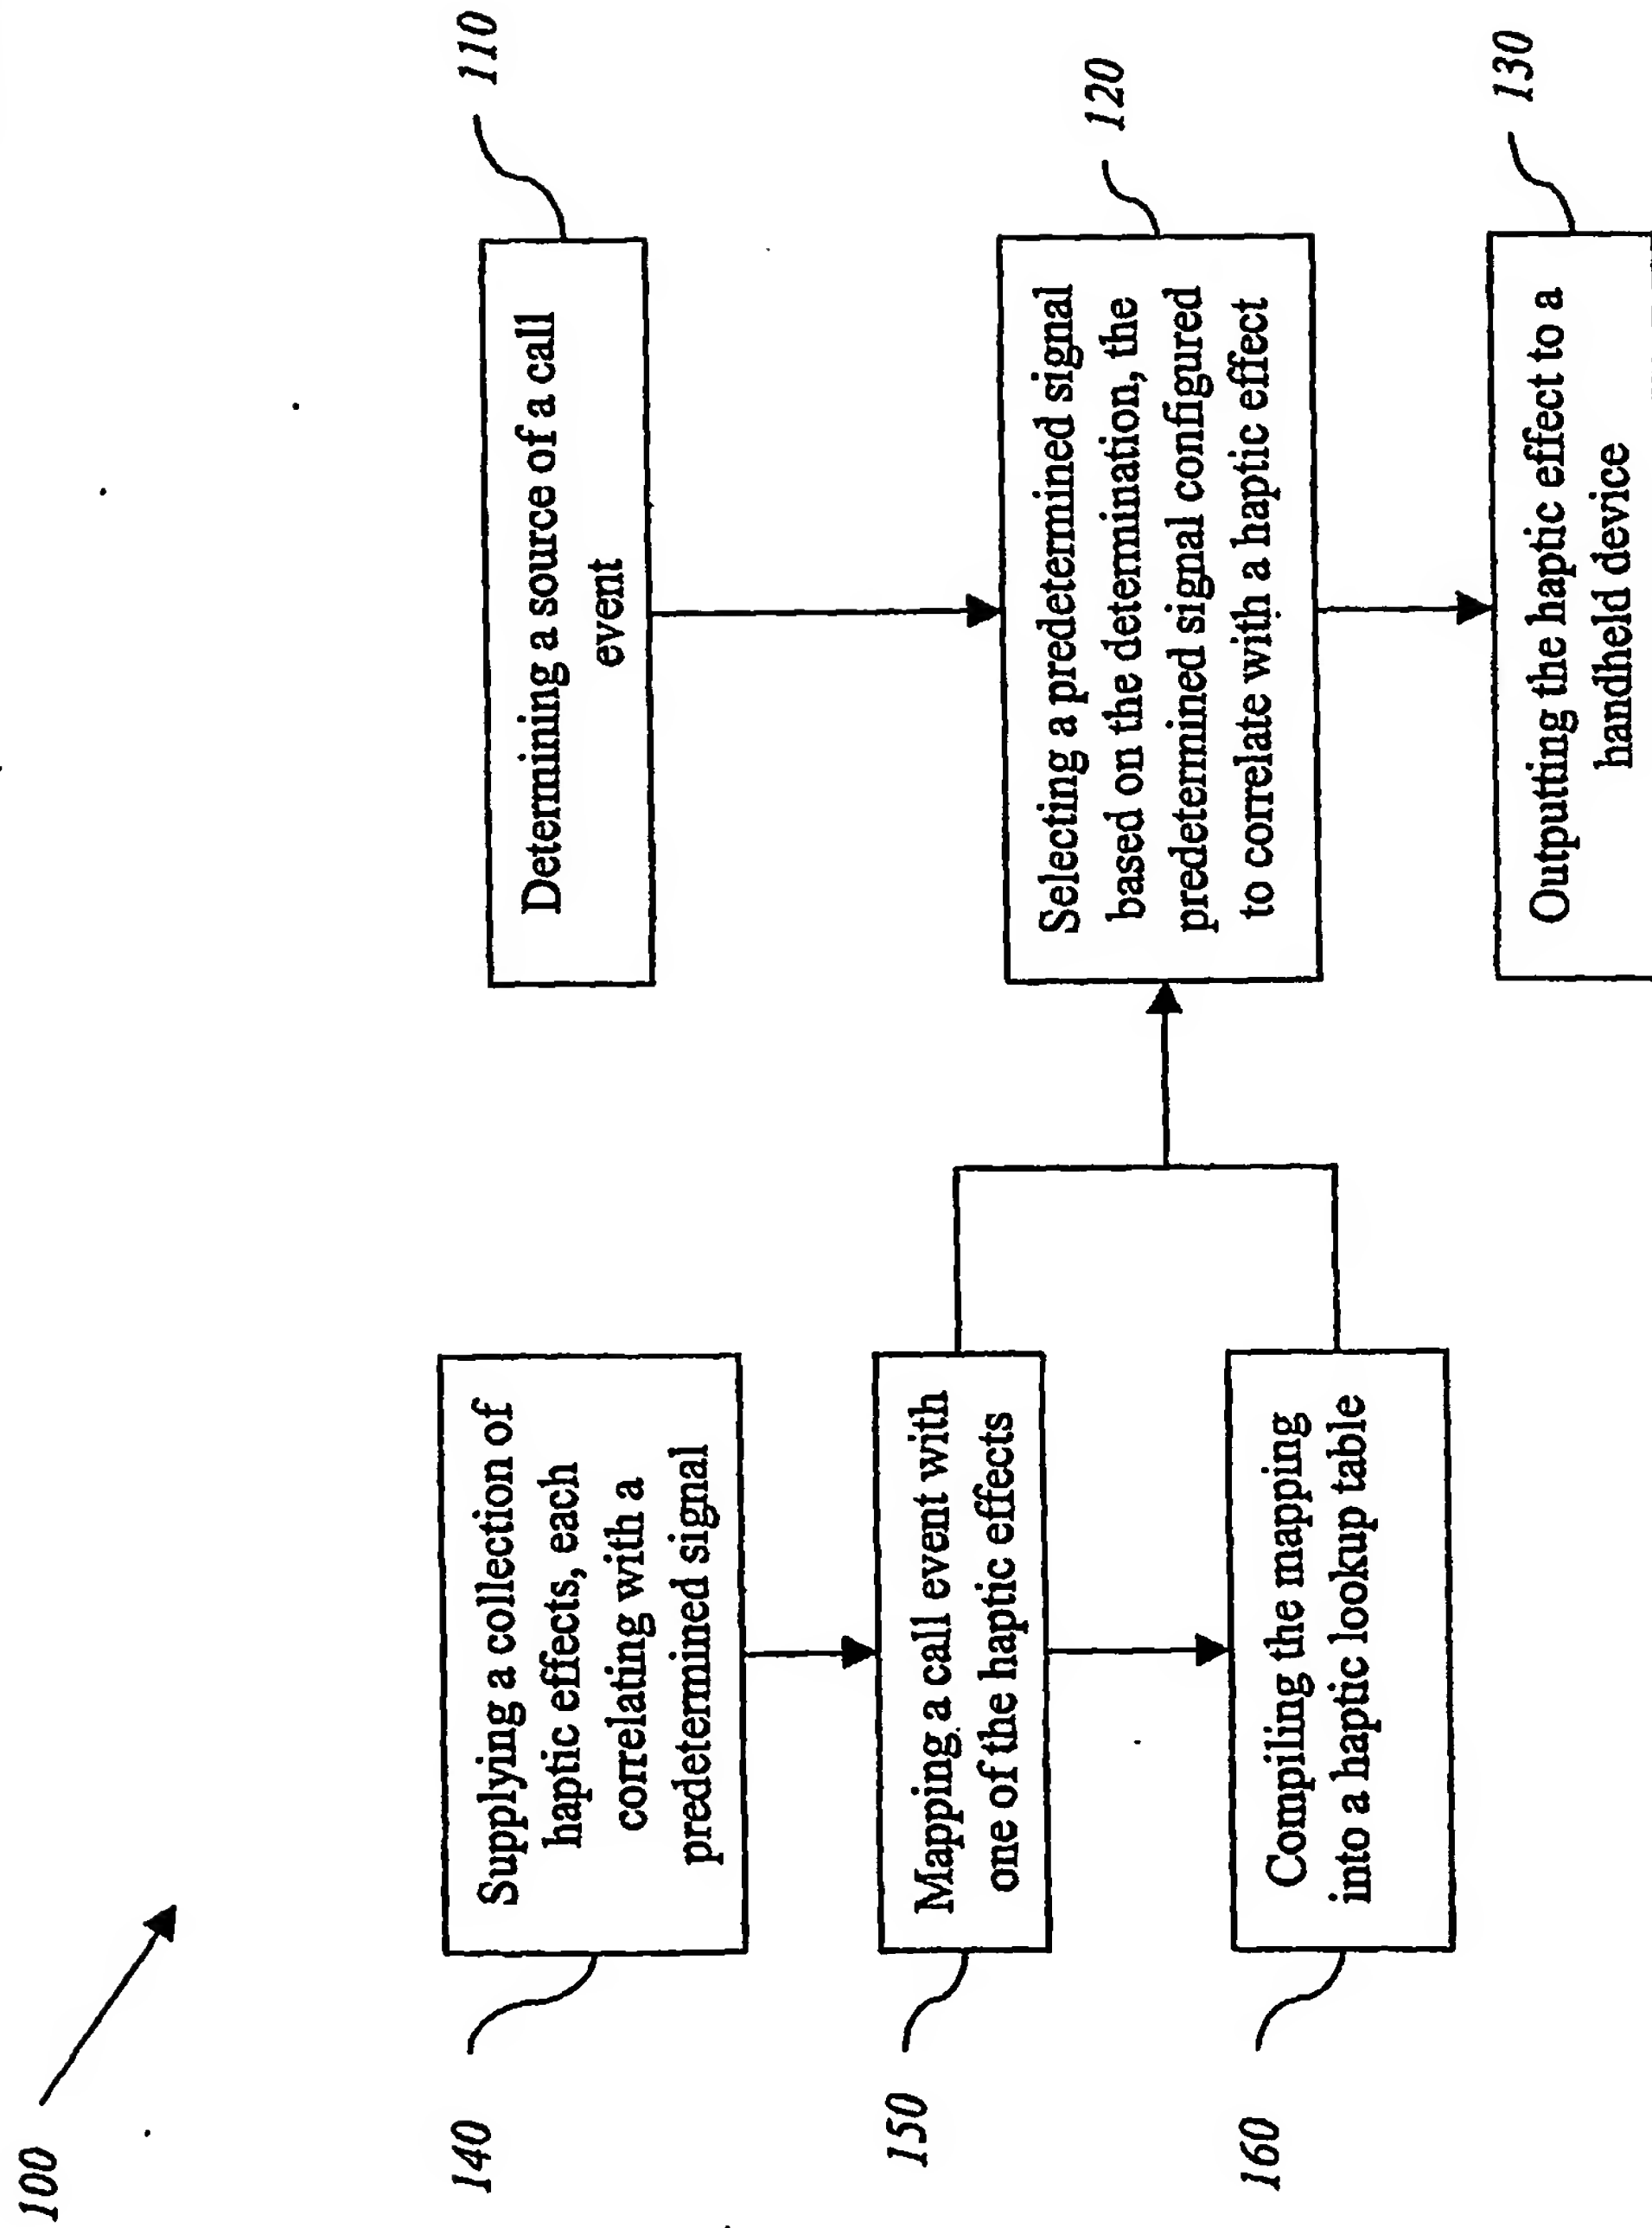 100
140
Supplying a collection of
haptic effects, each
correlating with a
predetermined signal
150
Mapping a call event with
one of the haptic effects
160
Compiling the mapping
into a haptic lookup table
110
Determining a source of a call
event
120
Selecting a predetermined signal
based on the determination, the
predetermined signal configured
to correlate with a haptic effect
130
Outputting the haptic effect to a
handheld device